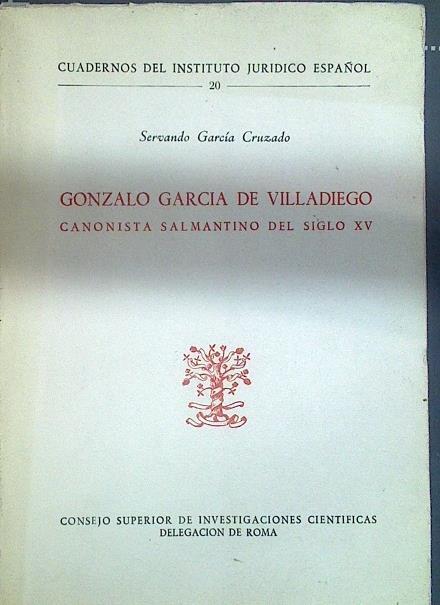 CUADERNOS DEL INSTITUTO JURIDICO ESPAÑOL
20
Servando García Cruzado
GONZALO GARCIA DE VILLADIEGO
CANONISTA SALMANTINO DEL SIGLO XV
CONSEJO SUPERIOR DE INVESTIGACIONES CIENTIFICAS
DELEGACION DE ROMA